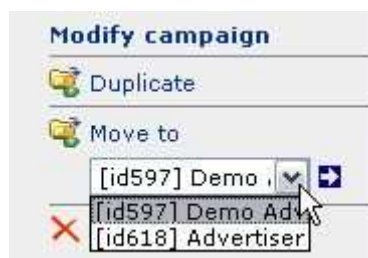 Modify campaign
Duplicate
Move to
[id597] Demo
[id597] Demo Adv
[id618] Advertiser